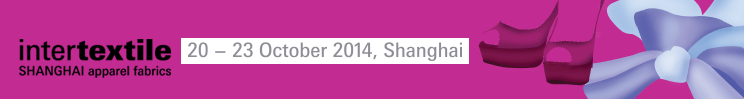 intertextile
SHANGHAI apparel fabrics
20 – 23 October 2014, Shanghai